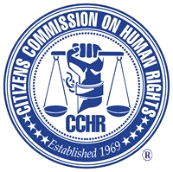 CITIZENS COMMISSION ON HUMAN RIGHTS
CCHR
Established 1969
®